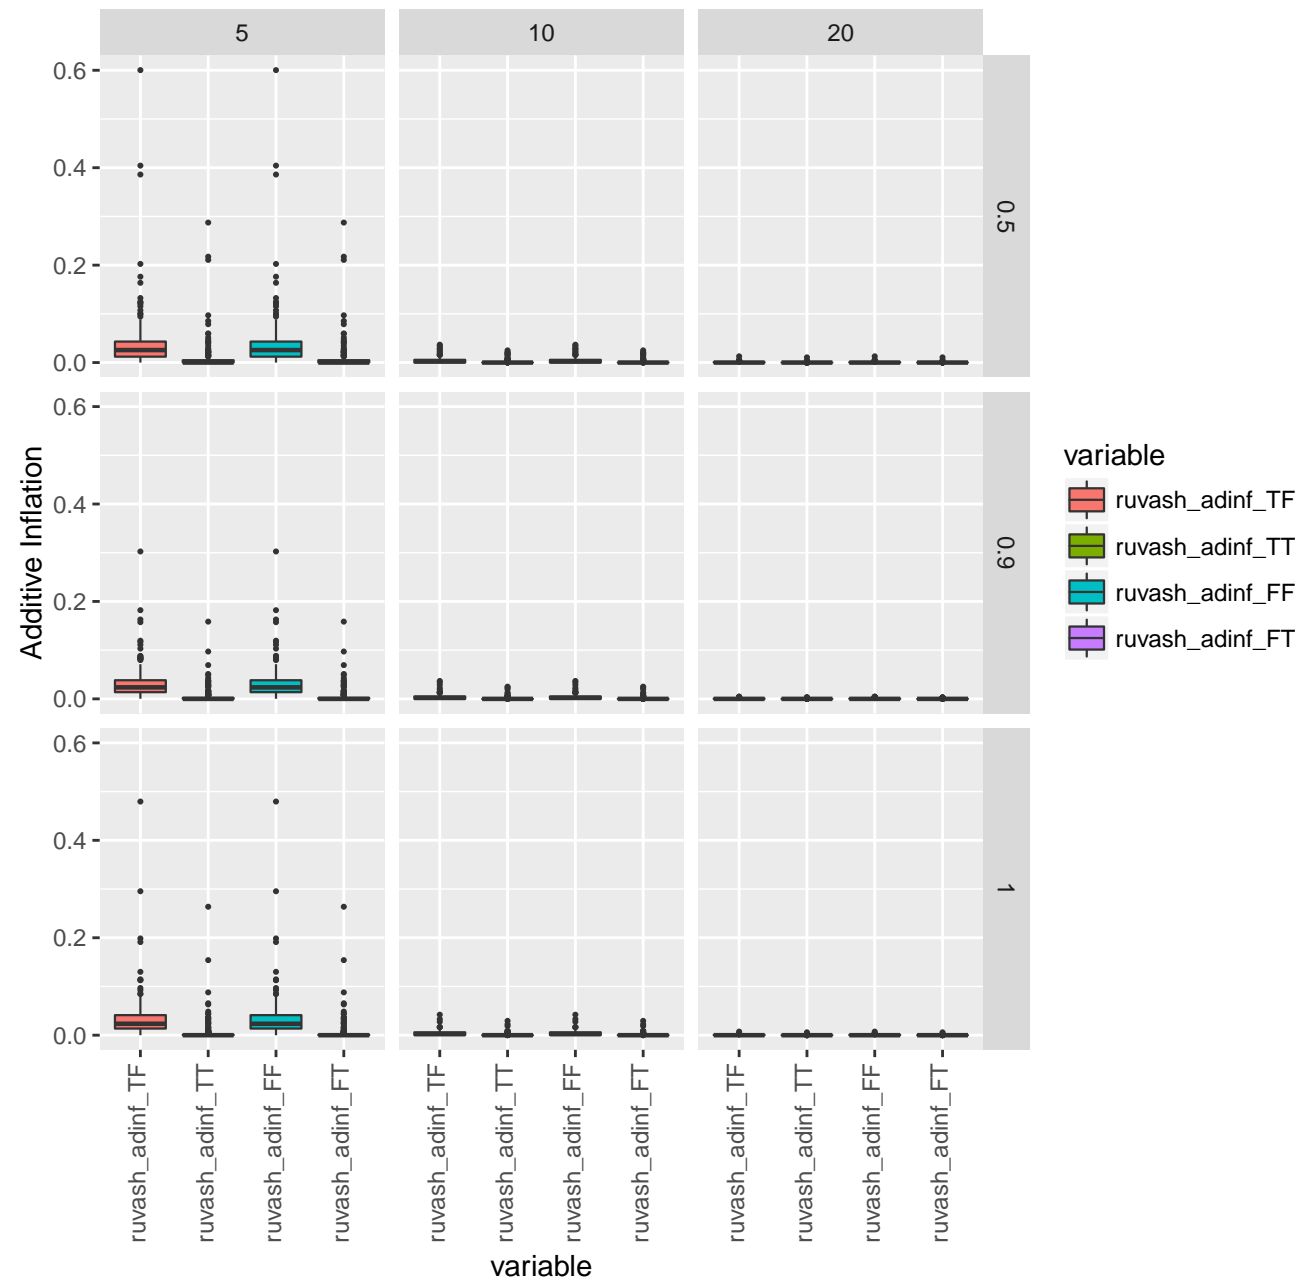 5
10
20
0.6
0.4
0.2
0.0
0.5
0.6
0.4
0.2
0.0
0.9
0.6
0.4
0.2
0.0
1
Additive Inflation
ruvash_adinf_TF
ruvash_adinf_TT
ruvash_adinf_FF
ruvash_adinf_FT
ruvash_adinf_TF
ruvash_adinf_TT
ruvash_adinf_FF
ruvash_adinf_FT
ruvash_adinf_TF
ruvash_adinf_TT
ruvash_adinf_FF
ruvash_adinf_FT
variable
variable
ruvash_adinf_TF
ruvash_adinf_TT
ruvash_adinf_FF
ruvash_adinf_FT